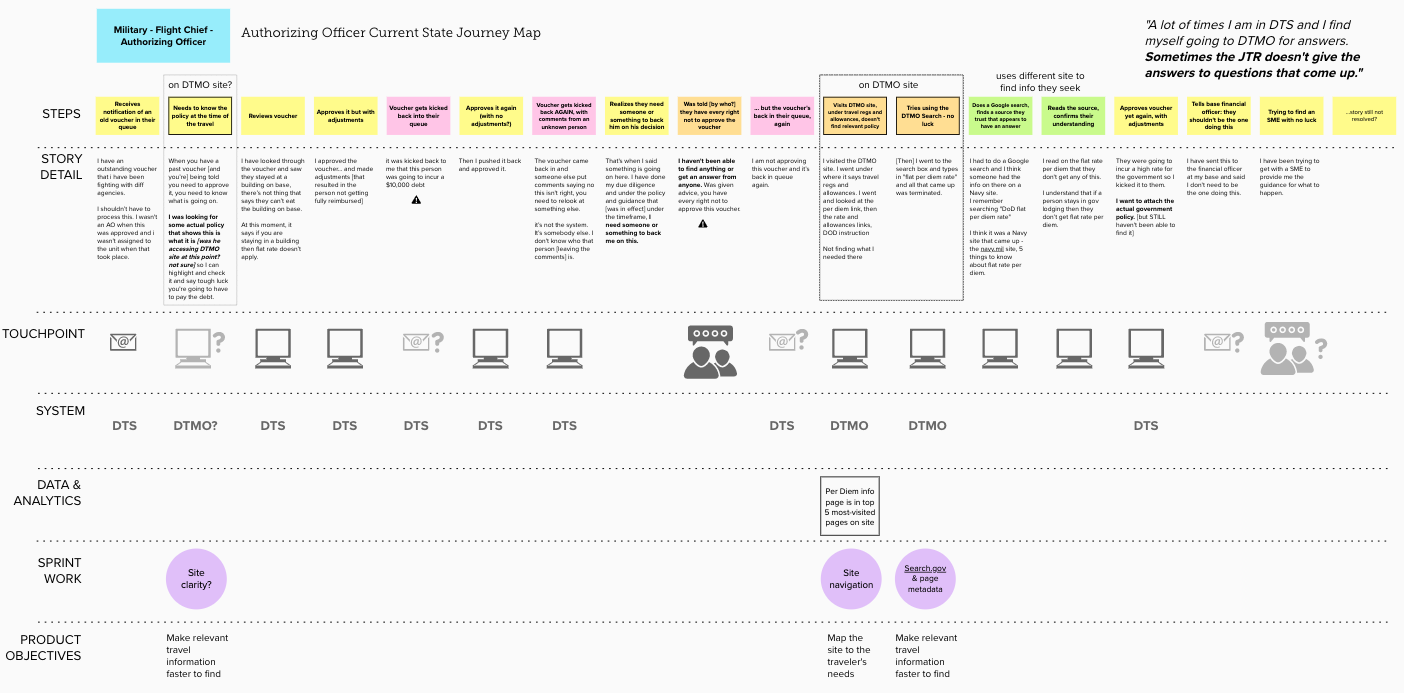 Military - Flight Chief -
Authorizing Officer
Authorizing Officer Current State Journey Map
"A lot of times I am in DTS and I find
myself going to DTMO for answers.
Sometimes the JTR doesn't give the
answers to questions that come up."
on DTMO site?
on DTMO site
uses different site to
find info they seek
STEPS
Receives
notification of an
old voucher in their
queue
Needs to know the
policy at the time of
the travel
Reviews voucher
Approves it but with
adjustments
Voucher gets kicked
back into their
queue
Approves it again
(with no
adjustments?)
Voucher gets kicked
back AGAIN, with
comments from an
unknown person
Realizes they need
someone or
something to back
him on his decision
Was told [by who?]
they have every right
not to approve the
voucher
... but the voucher's
back in their queue,
again
Visits DTMO site,
under travel regs
and allowances, doesn't
find relevant policy
Tries using the
DTMO Search - no
luck
Does a Google search,
finds a source they
trust that appears to
have an answer
Reads the source,
confirms their
understanding
Approves voucher
yet again, with
adjustments
Tells base financial
officer: they
shouldn't be the one
doing this
Trying to find an
SME with no luck
...story still not
resolved?
STORY
DETAIL
I have an
outstanding voucher
that I have been
fighting with diff
agencies.
I shouldn't have to
process this. I wasn't
an AO when this
was approved and i
wasn't assigned to
the unit when that
took place.
When you have a
past voucher [and
you're] being told
you need to approve
it, you need to know
what is going on.
I was looking for
some actual policy
that shows this is
what it is [was he
accessing DTMO
site at this point?
not sure] so I can
highlight and check
it and say tough luck
you're going to have
to pay the debt.
I have looked through
the voucher and saw
they stayed at a
building on base,
there's not thing that
says they can't eat
the building on base.
At this moment, it
says if you are
staying in a building
then flat rate doesn't
apply.
I approved the
voucher... and made
adjustments [that
resulted in the
person not getting
fully reimbursed]
it was kicked back to
me that this person
was going to incur a
$10,000 debt
Then I pushed it back
and approved it.
The voucher came
back in and
someone else put
comments saying no
this isn't right, you
need to relook at
something else.
it's not the system.
It's somebody else. I
don't know who that
person [leaving the
comments] is.
That's when I said
something is going
on here. I have done
my due diligence
and under the policy
and guidance that
[was in effect] under
the timeframe, I
need someone or
something to back
me on this.
I haven't been able
to find anything or
get an answer from
anyone. Was given
advice, you have
every right not to
approve this voucher.
I am not approving
this voucher and it's
back in the queue
again.
I visited the DTMO
site. I went under
where it says travel
regs and
allowances. I went
and looked at the
per diem link, then
the rate and
allowances links,
DOD instruction
Not finding what I
needed there
[Then] I went to the
search box and types
in "flat per diem rate"
and all that came up
was terminated.
I had to do a Google
search and I think
someone had the
info on there on a
Navy site.
I remember
searching "DoD flat
per diem rate"
I think it was a Navy
site that came up -
the navy.mil site, 5
things to know
about flat rate per
diem.
I read on the flat rate
per diem that they
don't get any of this.
I understand that if a
person stays in gov
lodging then they
don't get flat rate per
diem.
They were going to
incur a high rate for
the government so I
kicked it to them.
I want to attach the
actual government
policy. [but STILL
haven't been able to
find it]
I have sent this to
the financial officer
at my base and said
I don't need to be
the one doing this.
I have been trying to
get with a SME to
provide me the
guidance for what to
happen.
TOUCHPOINT
@
?
@
?
@
?
@
?
?
SYSTEM
DTS
DTMO?
DTS
DTS
DTS
DTS
DTS
DTS
DTMO
DTMO
DTS
DATA &
ANALYTICS
Per Diem info
page is in top
5 most-visited
pages on site
SPRINT
WORK
Site
clarity?
Site
navigation
Search.gov
& page
metadata
PRODUCT
OBJECTIVES
Make relevant
travel
information
faster to find
Map the
site to the
traveler's
needs
Make relevant
travel
information
faster to find